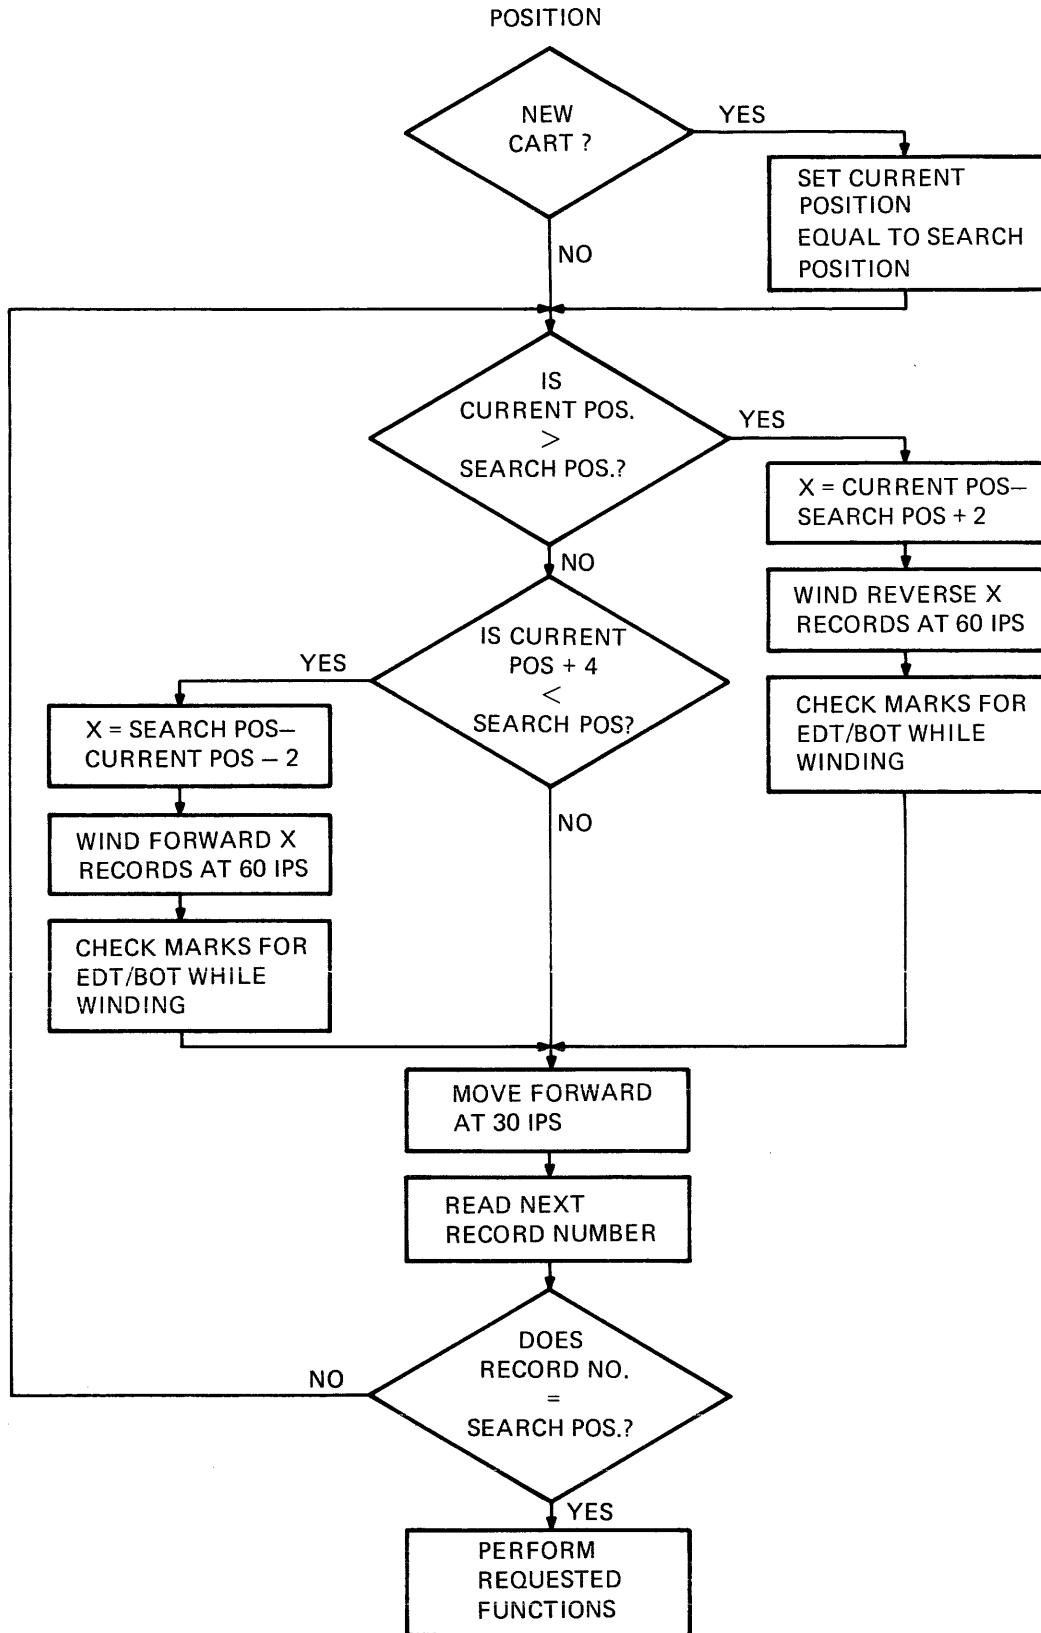 POSITION
NEW
CART ?
YES
SET CURRENT
POSITION
EQUAL TO SEARCH
POSITION
NO
IS
CURRENT POS.
>
SEARCH POS.?
YES
X = CURRENT POS—
SEARCH POS + 2
WIND REVERSE X
RECORDS AT 60 IPS
CHECK MARKS FOR
EDT/BOT WHILE
WINDING
NO
IS CURRENT
POS + 4
<
SEARCH POS?
YES
X = SEARCH POS—
CURRENT POS — 2
WIND FORWARD X
RECORDS AT 60 IPS
CHECK MARKS FOR
EDT/BOT WHILE
WINDING
NO
MOVE FORWARD
AT 30 IPS
READ NEXT
RECORD NUMBER
DOES
RECORD NO.
=
SEARCH POS.?
NO
YES
PERFORM
REQUESTED
FUNCTIONS